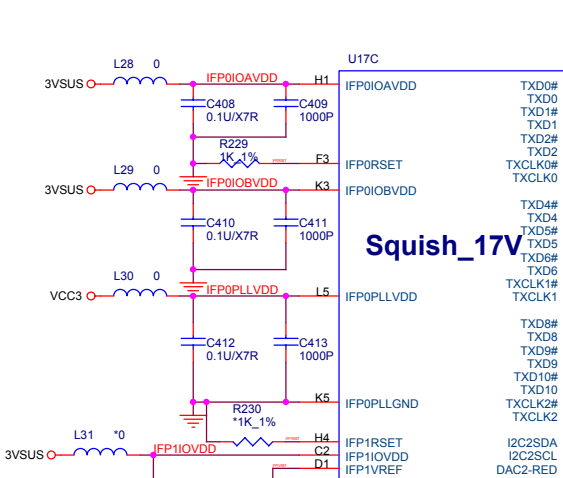 U17C
L28 0
3VSUS
IFP0IOAVDD
H1
IFP0IOAVDD
TXD0#
TXD0
C408
0.1U/X7R
C409
1000P
TXD1#
TXD1
TXD2#
TXD2
R229
1K_1%
F3
IFP0RSET
TXCLK0#
TXCLK0
L29 0
3VSUS
IFP0IOBVDD
K3
IFP0IOBVDD
TXD4#
TXD4
C410
0.1U/X7R
C411
1000P
TXD5#
TXD5
Squish_17V
TXD6#
TXD6
L30 0
VCC3
IFP0PLLVDD
L5
IFP0PLLVDD
TXCLK1#
TXCLK1
TXD8#
TXD8
C412
0.1U/X7R
C413
1000P
TXD9#
TXD9
TXD10#
TXD10
K5
IFP0PLLGND
TXCLK2#
TXCLK2
R230
*1K_1%
H4
IFP1RSET
I2C2SDA
L31 *0
3VSUS
IFP1IOVDD
C2
IFP1IOVDD
I2C2SCL
D1
IFP1VREF
DAC2-RED